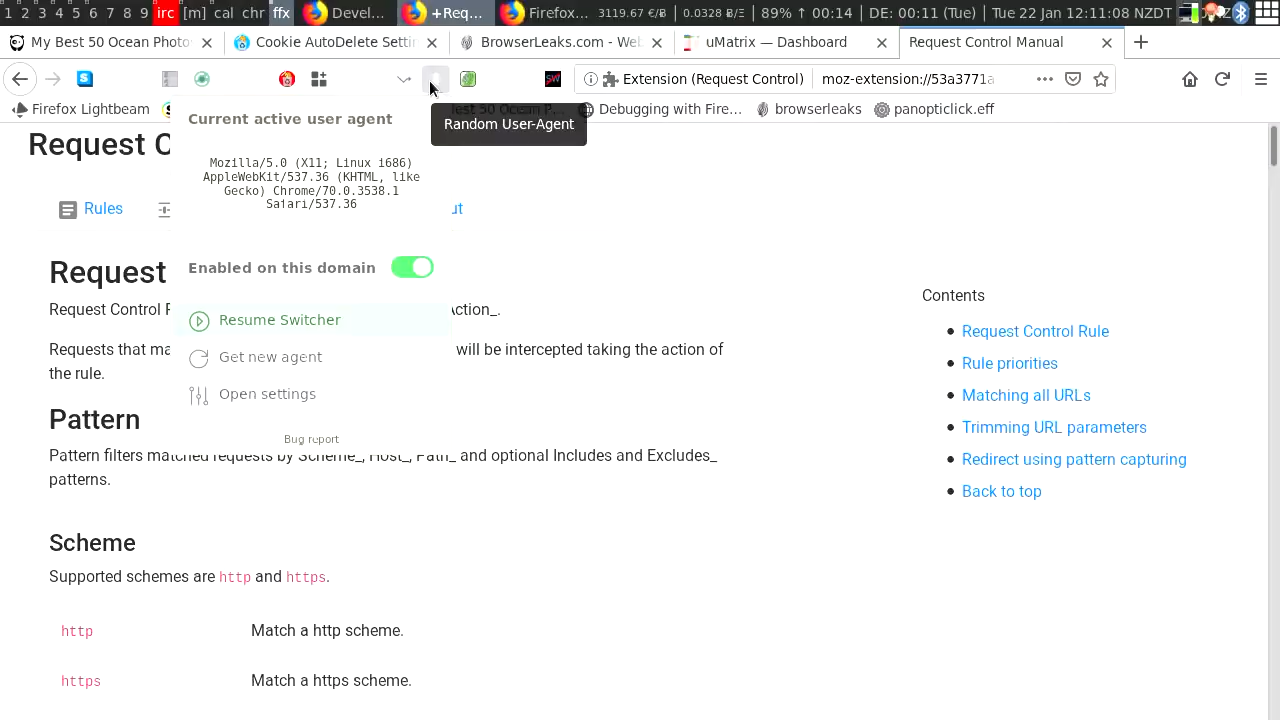 1 2 3 4 5 6 7 8 9 irc [m] cal chr ffx Devel... +Req... Firefox... 3119.67 €/₿ 0.0328 ₿/Ξ 89% ↑ 00:14 DE: 00:11 (Tue) Tue 22 Jan 12:11:08 NZDT
My Best 50 Ocean Photo Cookie AutoDelete Settin BrowserLeaks.com - Web uMatrix — Dashboard Request Control Manual
Extension (Request Control) moz-extension://53a3771a
Firefox Lightbeam Best 50 Ocean P... Debugging with Fire... browserleaks panopticlick.eff
Current active user agent
Random User-Agent
Request C
Mozilla/5.0 (X11; Linux i686)
AppleWebKit/537.36 (KHTML, like
Gecko) Chrome/70.0.3538.1
Safari/537.36
Rules ut
Enabled on this domain
Request
Request Control R Action_.
Resume Switcher
Requests that ma will be intercepted taking the action of
the rule.
Get new agent
Open settings
Pattern
Bug report
Pattern filters matched requests by Scheme_, Host_, Path_ and optional Includes and Excludes_
patterns.
Scheme
Supported schemes are http and https.
http Match a http scheme.
https Match a https scheme.
Contents
Request Control Rule
Rule priorities
Matching all URLs
Trimming URL parameters
Redirect using pattern capturing
Back to top